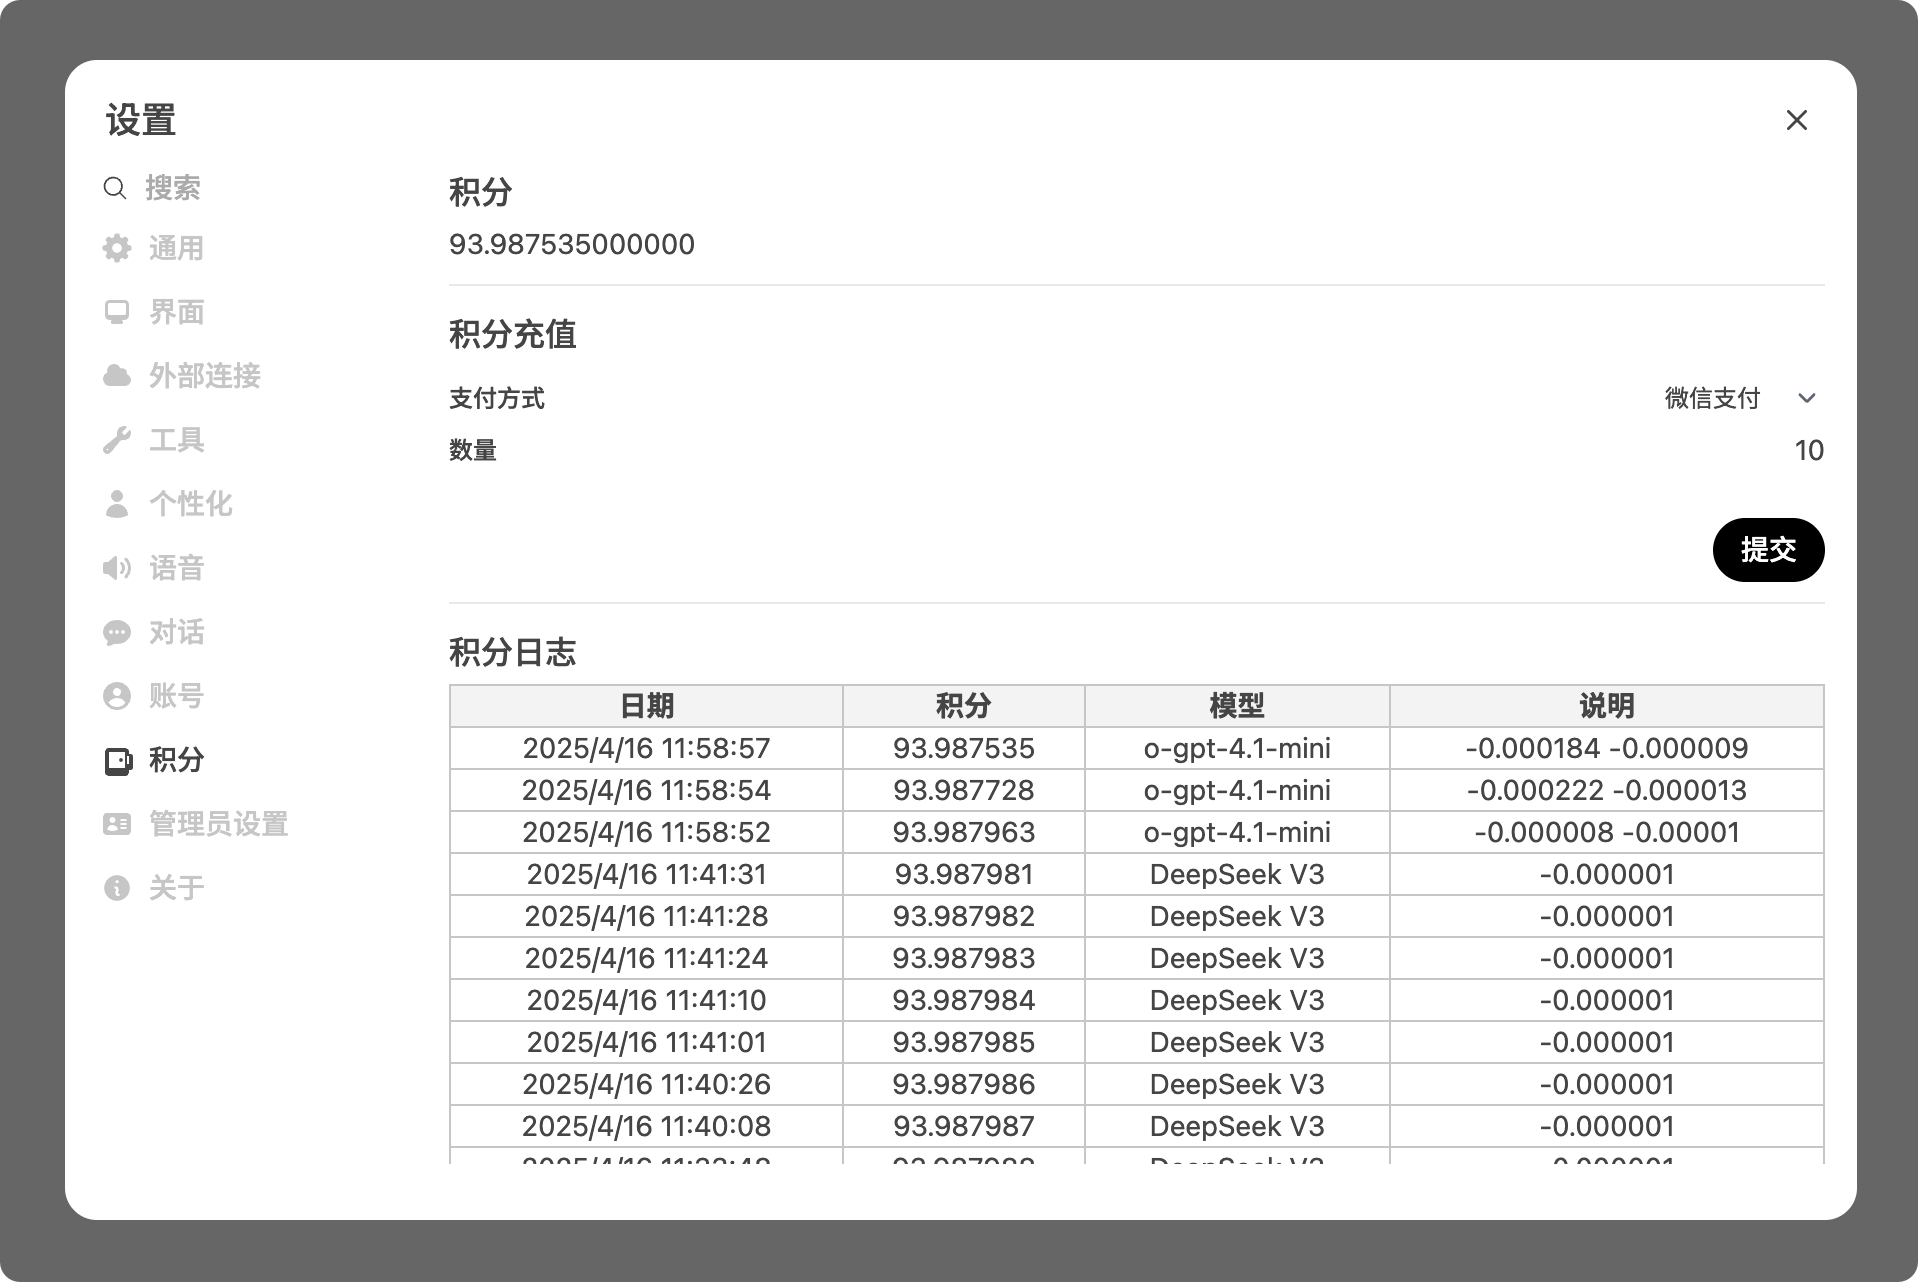 设置
搜索
通用
界面
外部连接
工具
个性化
语音
对话
账号
积分
管理员设置
关于
积分
93.987535000000
积分充值
支付方式 微信支付
数量 10
提交
积分日志
日期 积分 模型 说明
2025/4/16 11:58:57 93.987535 o-gpt-4.1-mini -0.000184 -0.000009
2025/4/16 11:58:54 93.987728 o-gpt-4.1-mini -0.000222 -0.000013
2025/4/16 11:58:52 93.987963 o-gpt-4.1-mini -0.000008 -0.00001
2025/4/16 11:41:31 93.987981 DeepSeek V3 -0.000001
2025/4/16 11:41:28 93.987982 DeepSeek V3 -0.000001
2025/4/16 11:41:24 93.987983 DeepSeek V3 -0.000001
2025/4/16 11:41:10 93.987984 DeepSeek V3 -0.000001
2025/4/16 11:41:01 93.987985 DeepSeek V3 -0.000001
2025/4/16 11:40:26 93.987986 DeepSeek V3 -0.000001
2025/4/16 11:40:08 93.987987 DeepSeek V3 -0.000001